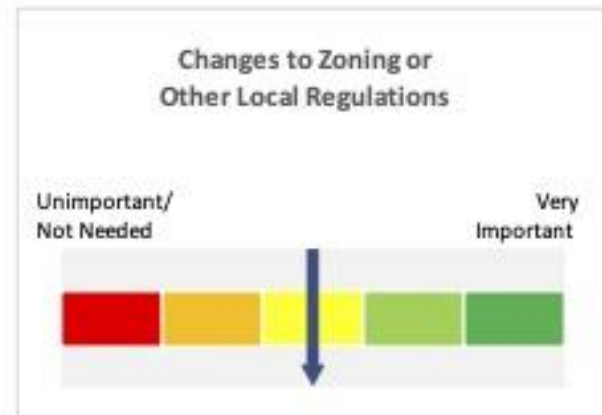 Changes to Zoning or
Other Local Regulations
Unimportant/
Not Needed
Very
Important